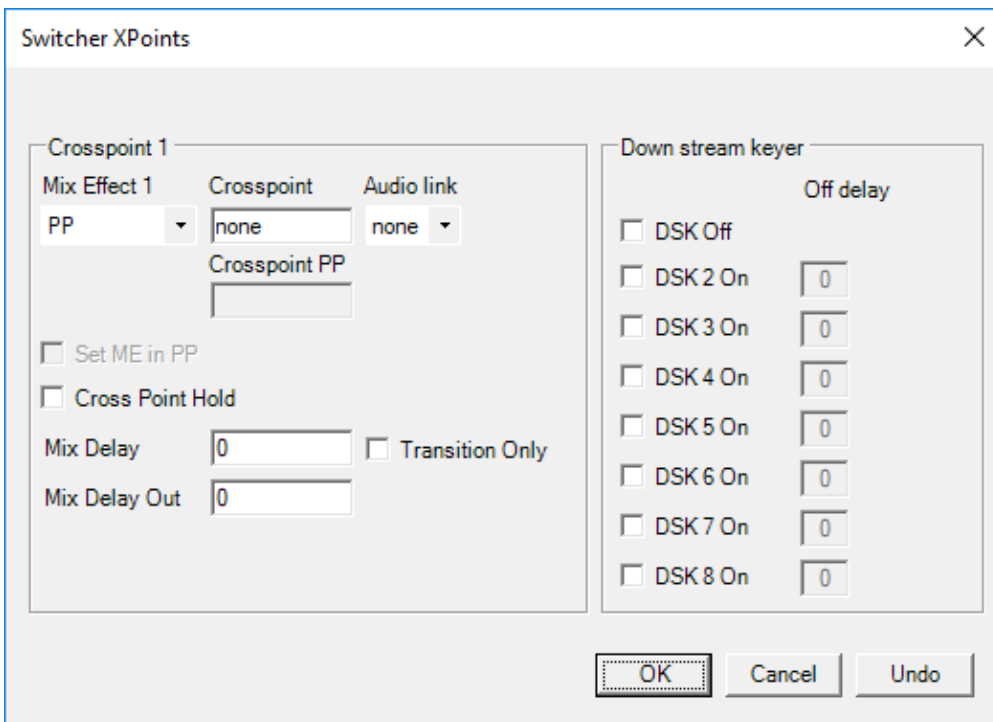 Switcher XPoints
Crosspoint 1
Mix Effect 1 Crosspoint Audio link
PP none none
Crosspoint PP
Set ME in PP
Cross Point Hold
Mix Delay 0 Transition Only
Mix Delay Out 0
Down stream keyer
Off delay
DSK Off
DSK 2 On 0
DSK 3 On 0
DSK 4 On 0
DSK 5 On 0
DSK 6 On 0
DSK 7 On 0
DSK 8 On 0
OK Cancel Undo